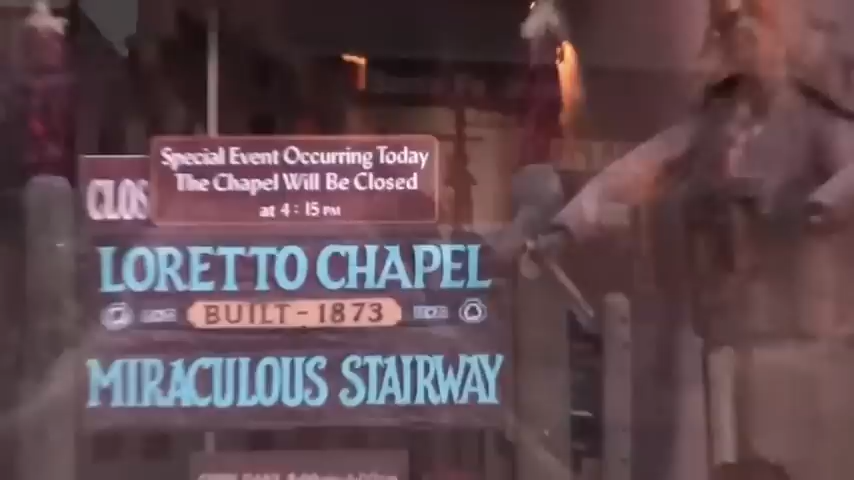 Special Event Occurring Today
The Chapel Will Be Closed
at 4:15 PM
CLOS
LORETTO CHAPEL
BUILT - 1873
MIRACULOUS STAIRWAY